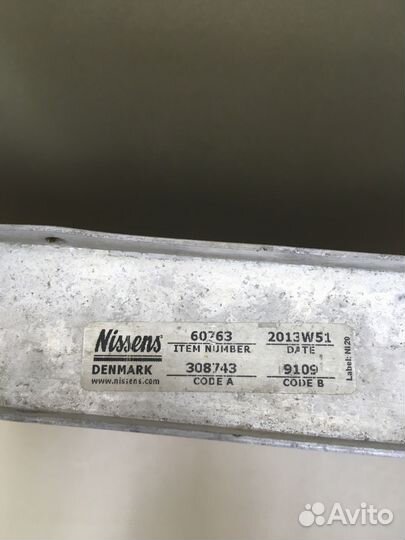 Nissens
DENMARK
www.nissens.com
60763
ITEM NUMBER
308743
CODE A
2013W51
DATE
9109
CODE B
Label: NI20
Avito